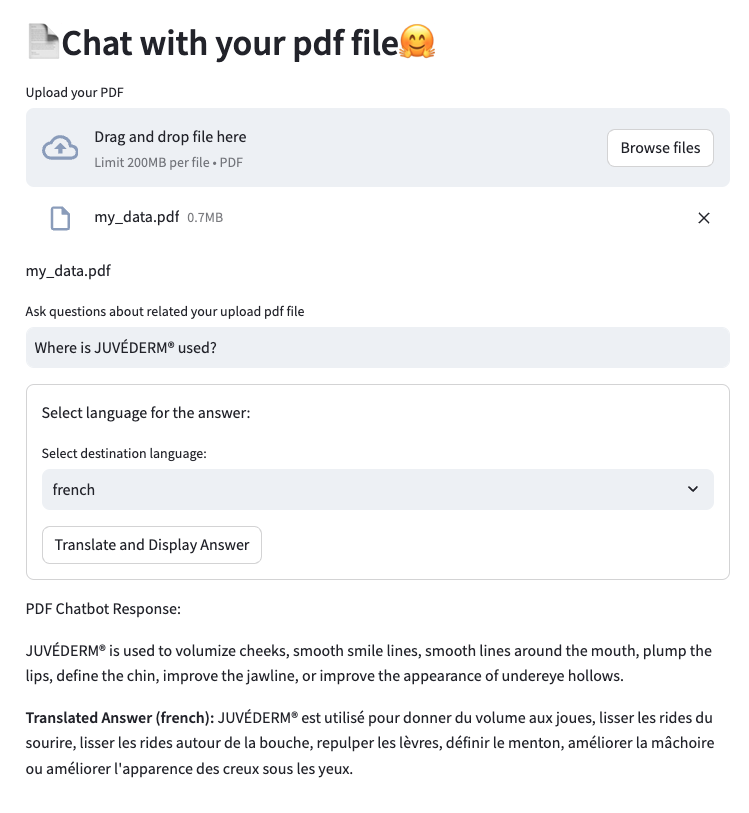 Chat with your pdf file🤗
Upload your PDF
Drag and drop file here
Limit 200MB per file • PDF
Browse files
my_data.pdf 0.7MB
my_data.pdf
Ask questions about related your upload pdf file
Where is JUVÉDERM® used?
Select language for the answer:
Select destination language:
french
Translate and Display Answer
PDF Chatbot Response:
JUVÉDERM® is used to volumize cheeks, smooth smile lines, smooth lines around the mouth, plump the
lips, define the chin, improve the jawline, or improve the appearance of undereye hollows.
Translated Answer (french): JUVÉDERM® est utilisé pour donner du volume aux joues, lisser les rides du
sourire, lisser les rides autour de la bouche, repulper les lèvres, définir le menton, améliorer la mâchoire
ou améliorer l'apparence des creux sous les yeux.